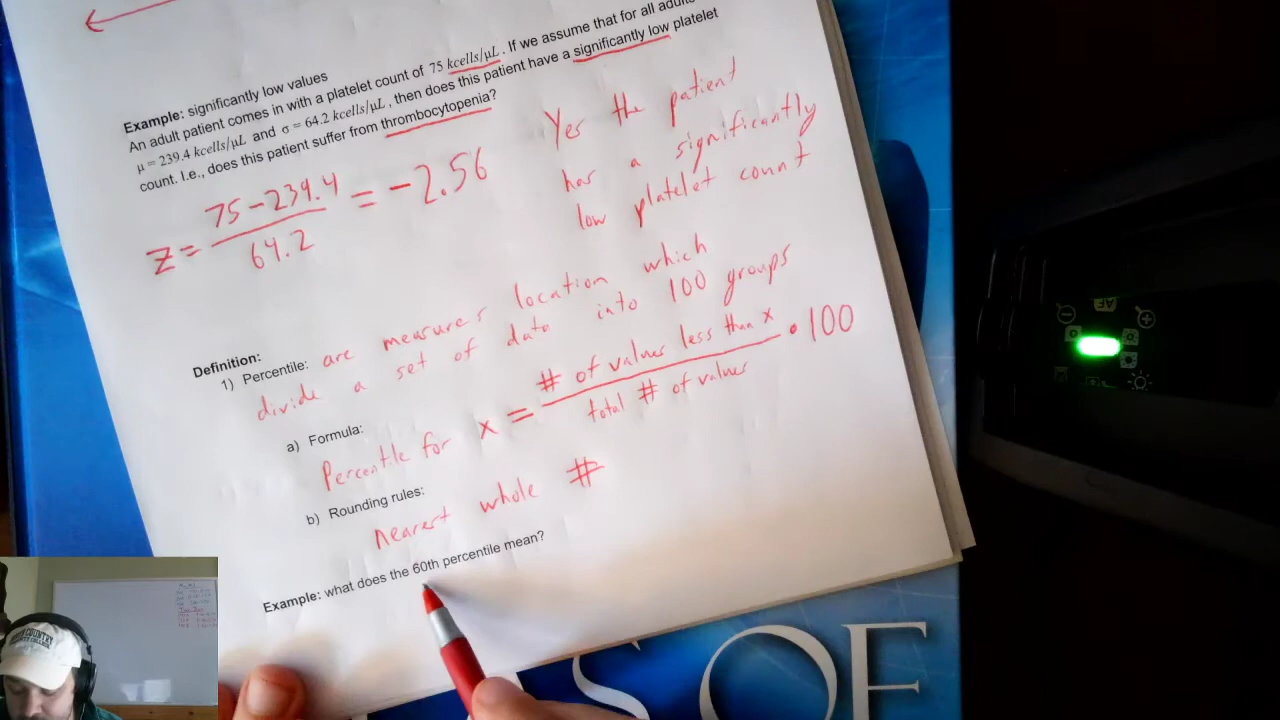 Example: significantly low values
An adult patient comes in with a platelet count of 75 kcells/μL. If we assume that for all adults
μ = 239.4 kcells/μL and σ = 64.2 kcells/μL, then does this patient have a significantly low platelet
count. I.e., does this patient suffer from thrombocytopenia?
z = (75 - 239.4)/64.2 = -2.56
Yes the patient
has a significantly
low platelet count
Definition:
1) Percentile: are measures location which
divide a set of data into 100 groups
a) Formula:
Percentile for x = # of values less than x / total # of values • 100
b) Rounding rules:
nearest whole #
Example: what does the 60th percentile mean?
SOF
AF